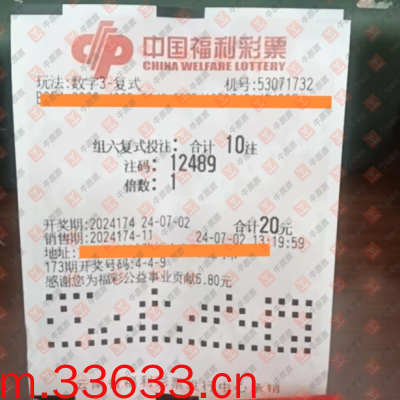 中国福利彩票
CHINA WELFARE LOTTERY
玩法:数字3-复式 机号:53071732
组六复式投注: 合计 10注
注码: 12489
倍数: 1
开奖期:2024174 24-07-02 合计20元
销售期:2024174-11 24-07-02 13:19:59
地址:
173期开奖号码:4-4-9
感谢您为福彩公益事业贡献6.80元
m.33633.cn